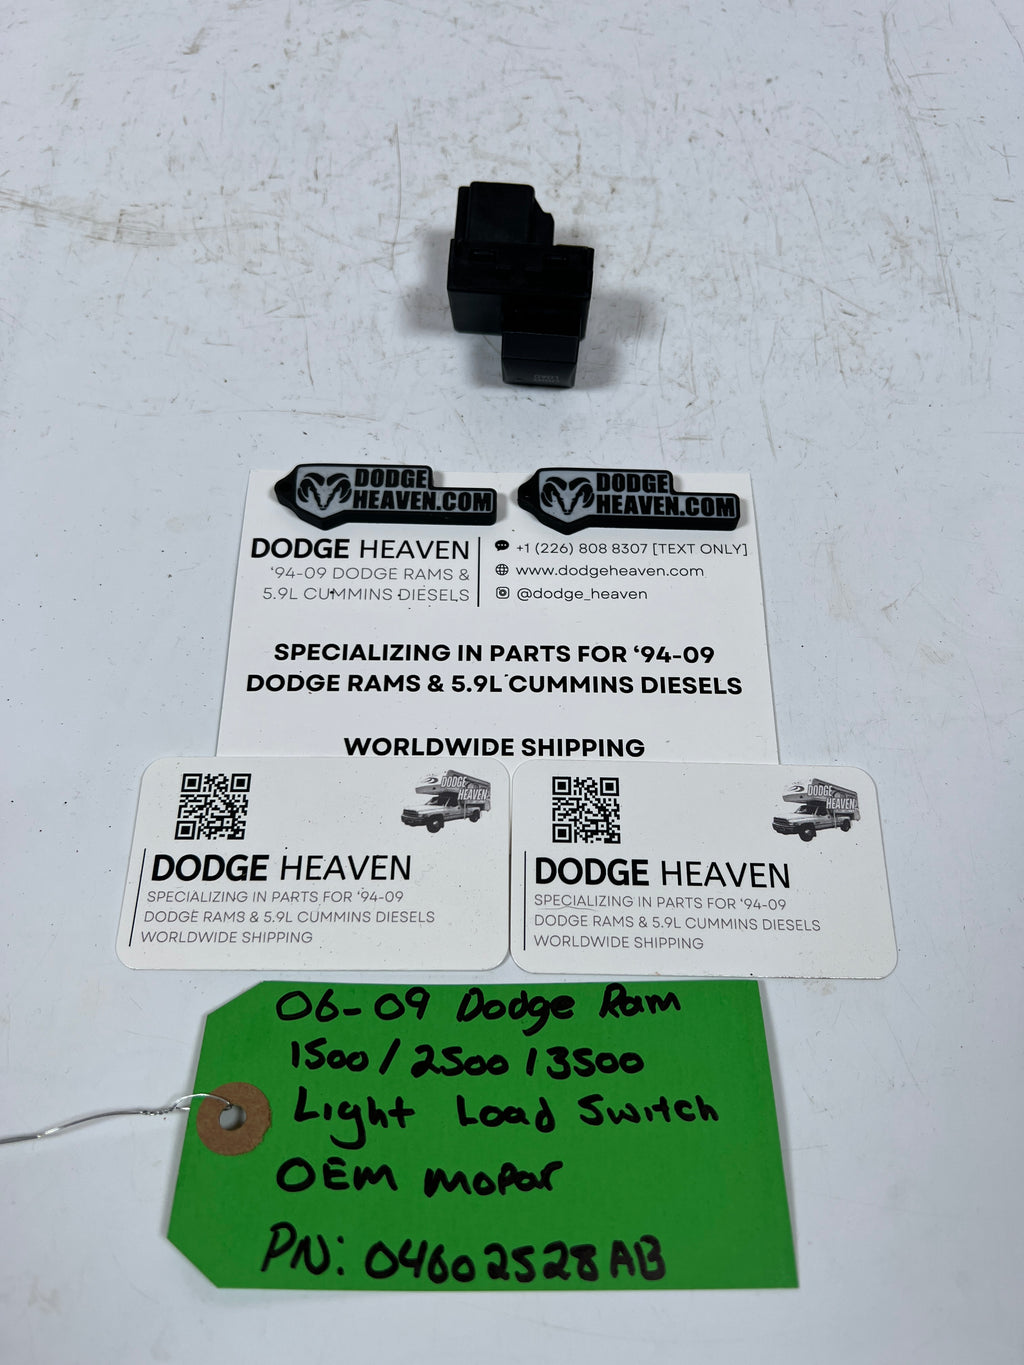 DODGE
HEAVEN.COM
DODGE
HEAVEN.COM
DODGE HEAVEN
‘94-09 DODGE RAMS &
5.9L CUMMINS DIESELS
+1 (226) 808 8307 [TEXT ONLY]
www.dodgeheaven.com
@dodge_heaven
SPECIALIZING IN PARTS FOR ‘94-09
DODGE RAMS & 5.9L CUMMINS DIESELS
WORLDWIDE SHIPPING
DODGE
HEAVEN
DODGE HEAVEN
SPECIALIZING IN PARTS FOR ‘94-09
DODGE RAMS & 5.9L CUMMINS DIESELS
WORLDWIDE SHIPPING
DODGE
HEAVEN
DODGE HEAVEN
SPECIALIZING IN PARTS FOR ‘94-09
DODGE RAMS & 5.9L CUMMINS DIESELS
WORLDWIDE SHIPPING
06-09 Dodge Ram
1500/2500/3500
Light Load Switch
OEM Mopar
PN: 04602528AB